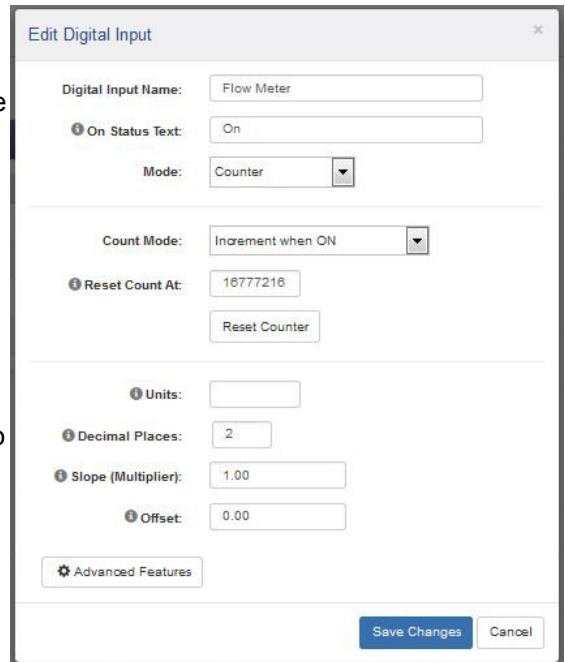 Edit Digital Input ×
e
Digital Input Name: Flow Meter
On Status Text: On
Mode: Counter
Count Mode: Increment when ON
Reset Count At: 16777216
Reset Counter
Units:
o
Decimal Places: 2
Slope (Multiplier): 1.00
Offset: 0.00
Advanced Features
Save Changes Cancel